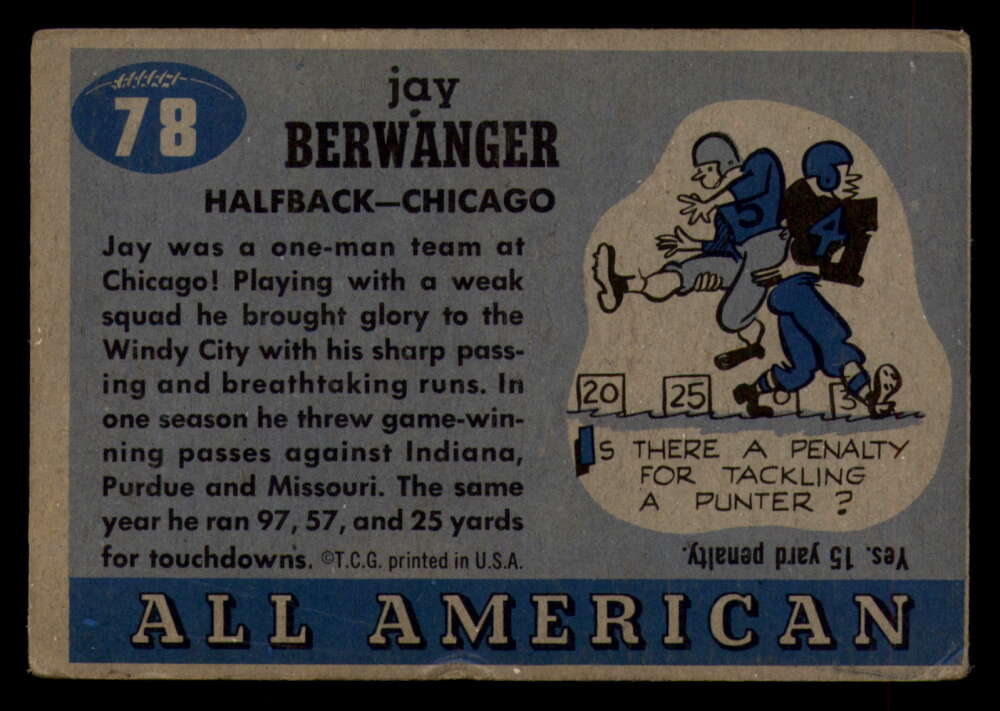 78
jay
BERWANGER
HALFBACK—CHICAGO
Jay was a one-man team at
Chicago! Playing with a weak
squad he brought glory to the
Windy City with his sharp pass-
ing and breathtaking runs. In
one season he threw game-win-
ning passes against Indiana,
Purdue and Missouri. The same
year he ran 97, 57, and 25 yards
for touchdowns. ©T.C.G. printed in U.S.A.
5
4
20 25
IS THERE A PENALTY
FOR TACKLING
A PUNTER?
Yes. 15 yard penalty.
ALL AMERICAN